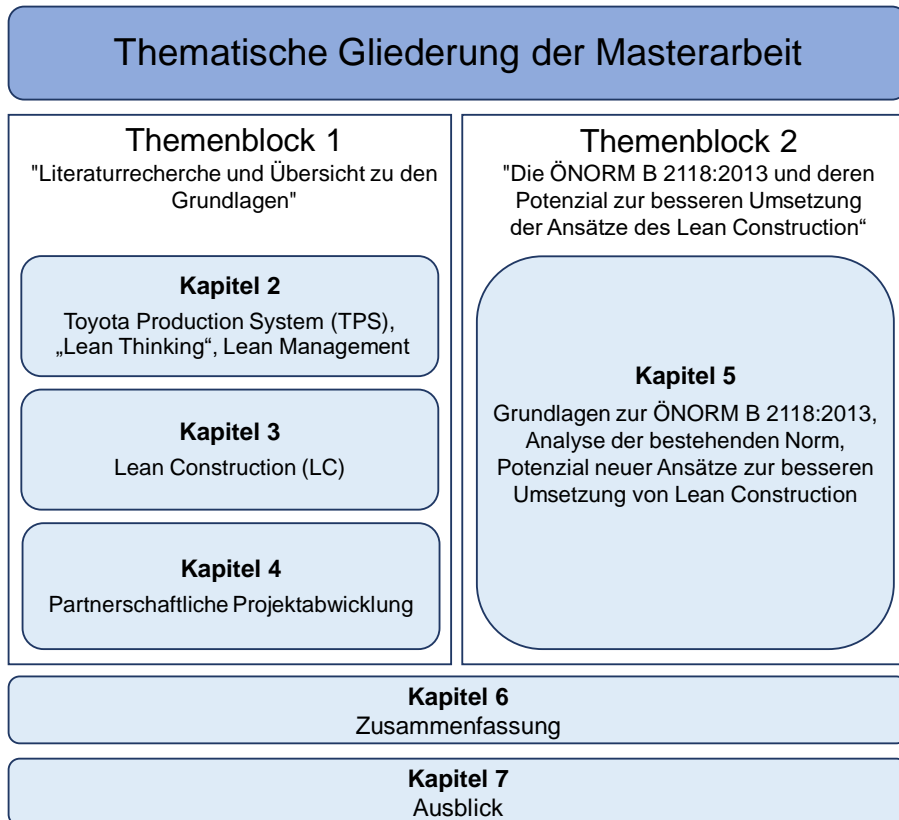 Thematische Gliederung der Masterarbeit
Themenblock 1
"Literaturrecherche und Übersicht zu den
Grundlagen"
Kapitel 2
Toyota Production System (TPS),
„Lean Thinking“, Lean Management
Kapitel 3
Lean Construction (LC)
Kapitel 4
Partnerschaftliche Projektabwicklung
Themenblock 2
"Die ÖNORM B 2118:2013 und deren
Potenzial zur besseren Umsetzung
der Ansätze des Lean Construction“
Kapitel 5
Grundlagen zur ÖNORM B 2118:2013,
Analyse der bestehenden Norm,
Potenzial neuer Ansätze zur besseren
Umsetzung von Lean Construction
Kapitel 6
Zusammenfassung
Kapitel 7
Ausblick